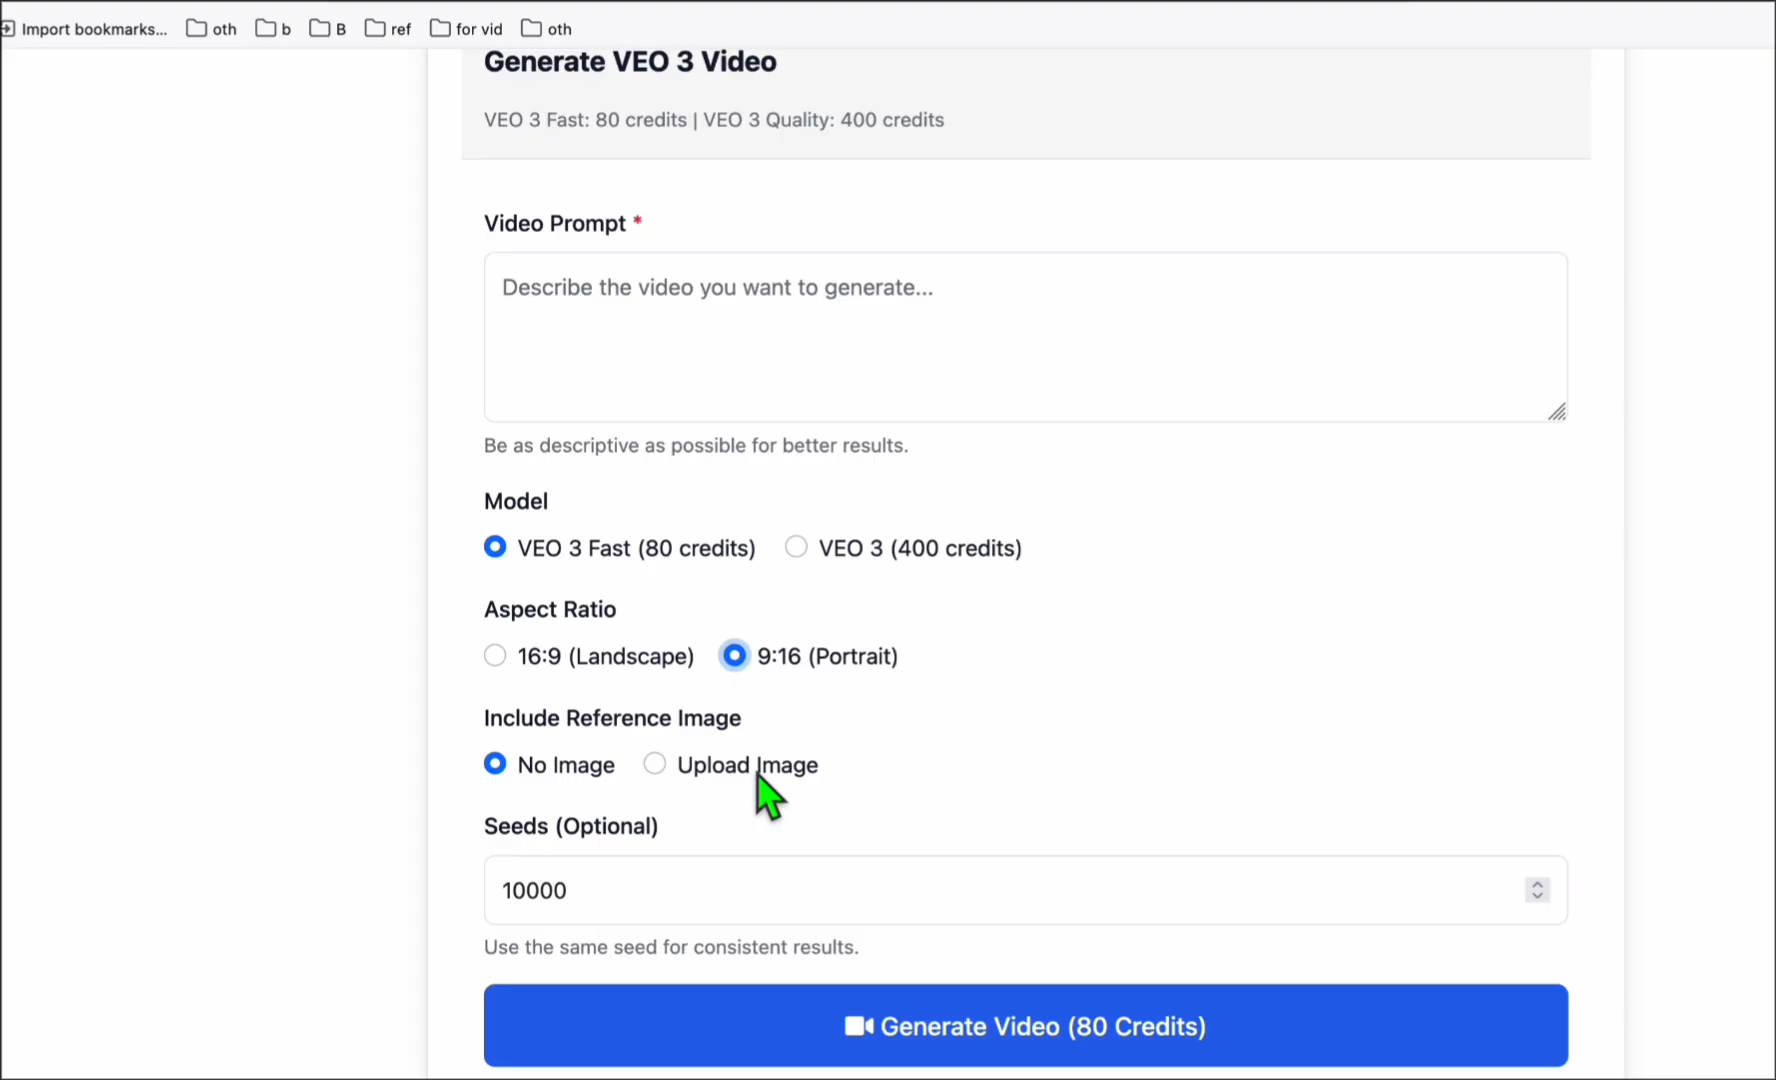 Import bookmarks... oth b B ref for vid oth
Generate VEO 3 Video
VEO 3 Fast: 80 credits | VEO 3 Quality: 400 credits
Video Prompt *
Describe the video you want to generate...
Be as descriptive as possible for better results.
Model
VEO 3 Fast (80 credits) VEO 3 (400 credits)
Aspect Ratio
16:9 (Landscape) 9:16 (Portrait)
Include Reference Image
No Image Upload Image
Seeds (Optional)
10000
Use the same seed for consistent results.
Generate Video (80 Credits)